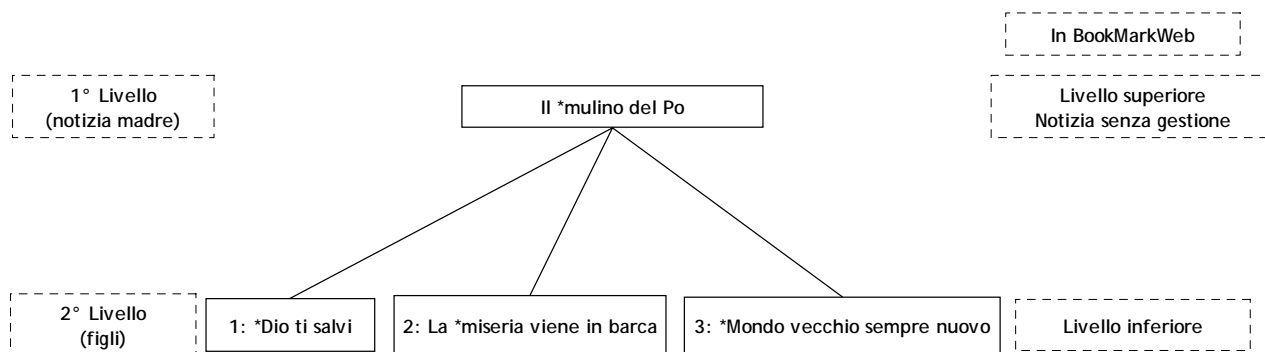 In BookMarkWeb
1° Livello
(notizia madre)
Il *mulino del Po
Livello superiore
Notizia senza gestione
2° Livello
(figli)
1: *Dio ti salvi
2: La *miseria viene in barca
3: *Mondo vecchio sempre nuovo
Livello inferiore